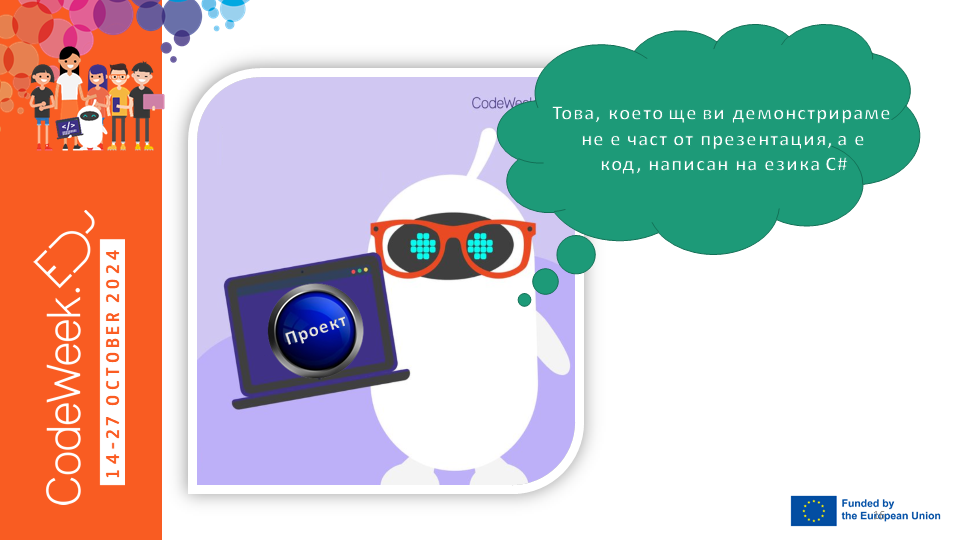 CodeWeek
Това, което ще ви демонстрираме
не е част от презентация, а е
код, написан на езика C#
Проект
</>
CodeWeek.EU
14-27 OCTOBER 2024
Funded by
the European Union